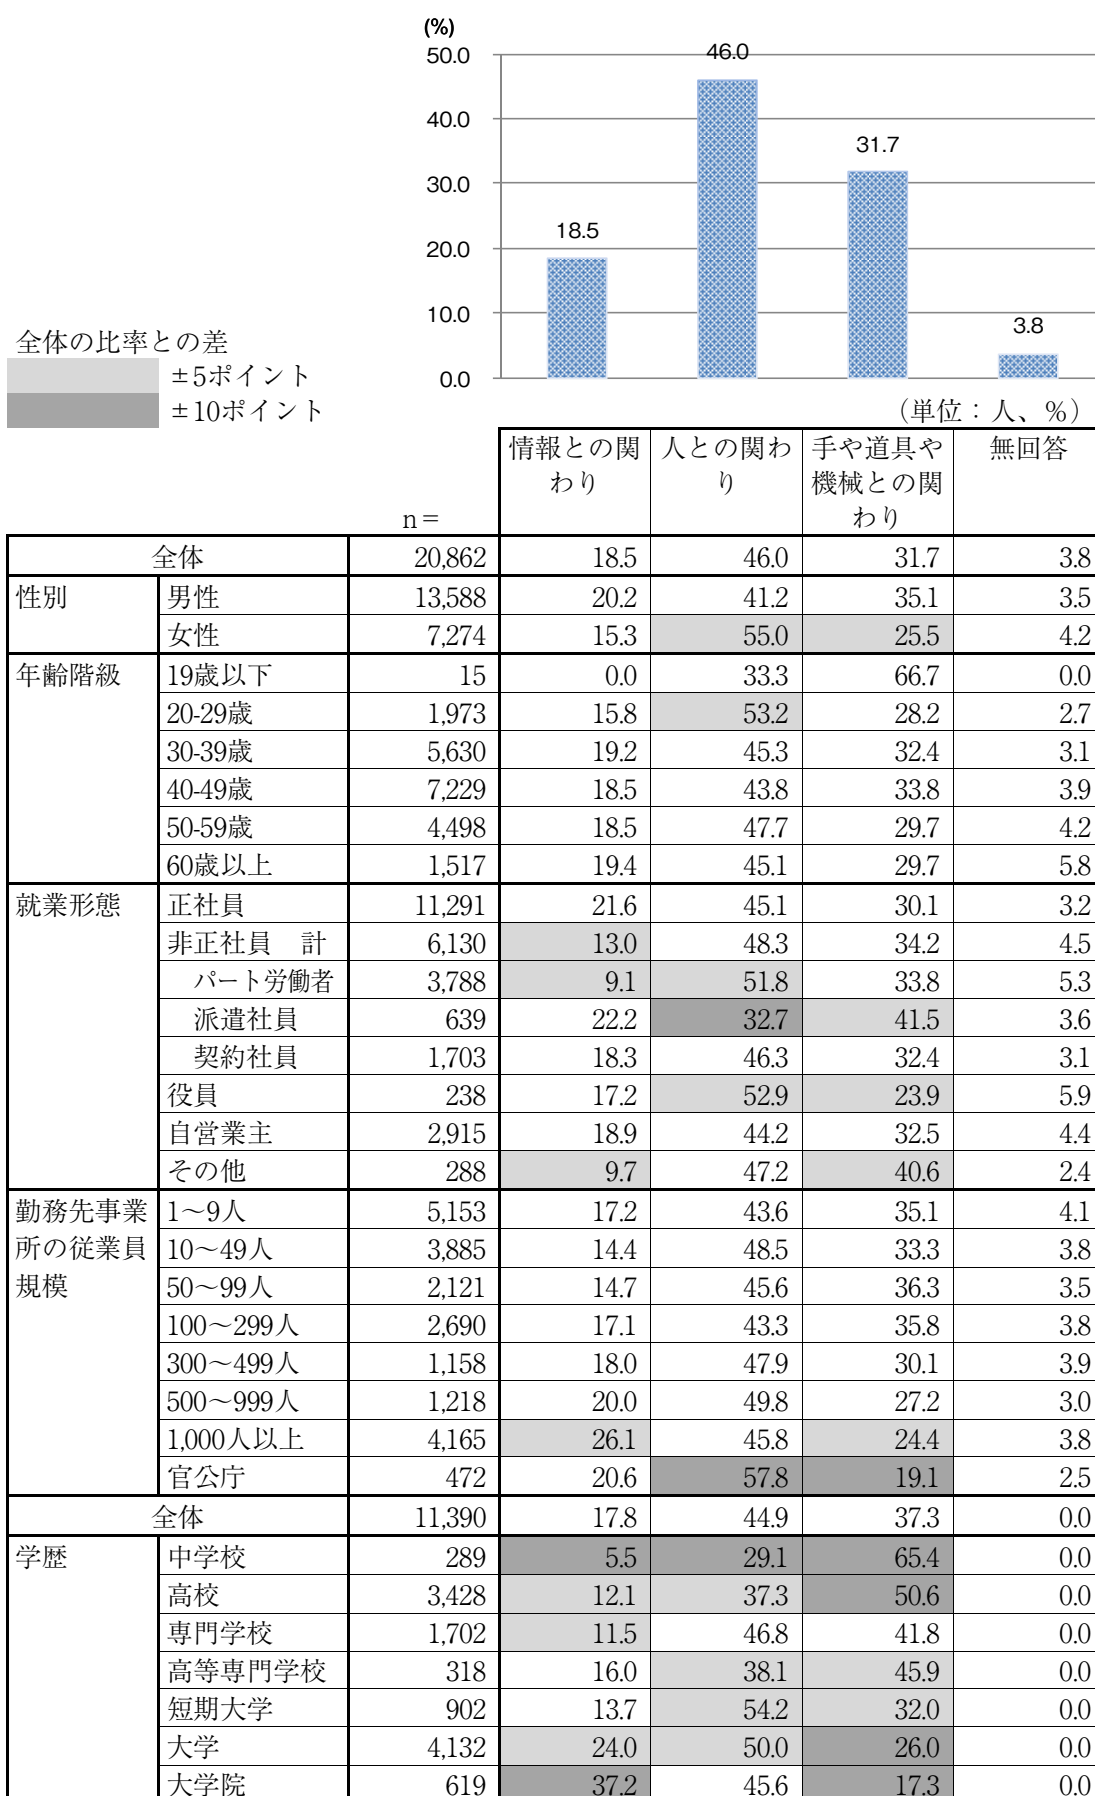 (%)
50.0
40.0
30.0
20.0
10.0
0.0
18.5
46.0
31.7
3.8
全体の比率との差
±5ポイント
±10ポイント
（単位：人、%）
n＝
情報との関
わり
人との関わ
り
手や道具や
機械との関
わり
無回答
全体 20,862 18.5 46.0 31.7 3.8
性別 男性 13,588 20.2 41.2 35.1 3.5
女性 7,274 15.3 55.0 25.5 4.2
年齢階級 19歳以下 15 0.0 33.3 66.7 0.0
20-29歳 1,973 15.8 53.2 28.2 2.7
30-39歳 5,630 19.2 45.3 32.4 3.1
40-49歳 7,229 18.5 43.8 33.8 3.9
50-59歳 4,498 18.5 47.7 29.7 4.2
60歳以上 1,517 19.4 45.1 29.7 5.8
就業形態 正社員 11,291 21.6 45.1 30.1 3.2
非正社員　計 6,130 13.0 48.3 34.2 4.5
パート労働者 3,788 9.1 51.8 33.8 5.3
派遣社員 639 22.2 32.7 41.5 3.6
契約社員 1,703 18.3 46.3 32.4 3.1
役員 238 17.2 52.9 23.9 5.9
自営業主 2,915 18.9 44.2 32.5 4.4
その他 288 9.7 47.2 40.6 2.4
勤務先事業 1～9人 5,153 17.2 43.6 35.1 4.1
所の従業員 10～49人 3,885 14.4 48.5 33.3 3.8
規模 50～99人 2,121 14.7 45.6 36.3 3.5
100～299人 2,690 17.1 43.3 35.8 3.8
300～499人 1,158 18.0 47.9 30.1 3.9
500～999人 1,218 20.0 49.8 27.2 3.0
1,000人以上 4,165 26.1 45.8 24.4 3.8
官公庁 472 20.6 57.8 19.1 2.5
全体 11,390 17.8 44.9 37.3 0.0
学歴 中学校 289 5.5 29.1 65.4 0.0
高校 3,428 12.1 37.3 50.6 0.0
専門学校 1,702 11.5 46.8 41.8 0.0
高等専門学校 318 16.0 38.1 45.9 0.0
短期大学 902 13.7 54.2 32.0 0.0
大学 4,132 24.0 50.0 26.0 0.0
大学院 619 37.2 45.6 17.3 0.0